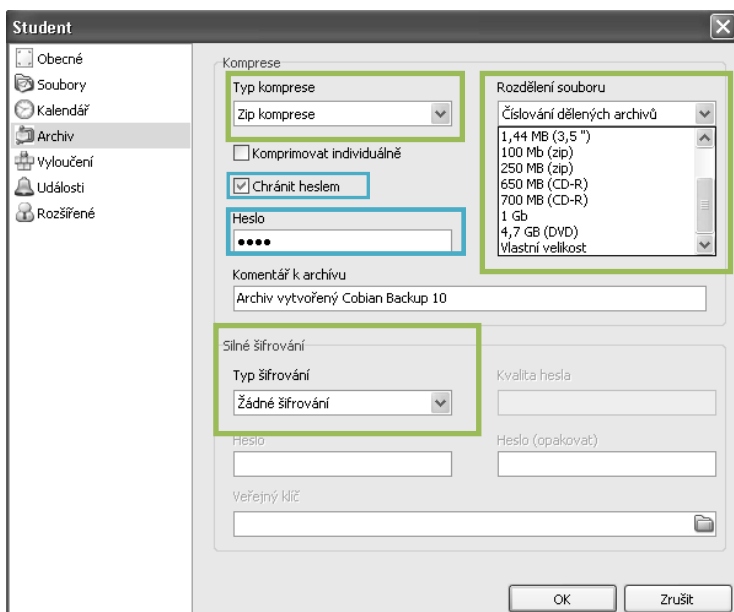 Student
Obecné
Soubory
Kalendář
Archiv
Vyloučení
Události
Rozšířené
Komprese
Typ komprese
Zip komprese
Komprimovat individuálně
Chránit heslem
Heslo
Rozdělení souboru
Číslování dělených archivů
1,44 MB (3,5 ")
100 Mb (zip)
250 MB (zip)
650 MB (CD-R)
700 MB (CD-R)
1 Gb
4,7 GB (DVD)
Vlastní velikost
Komentář k archívu
Archiv vytvořený Cobian Backup 10
Silné šifrování
Typ šifrování
Žádné šifrování
Kvalita hesla
Heslo
Heslo (opakovat)
Veřejný klíč
OK
Zrušit